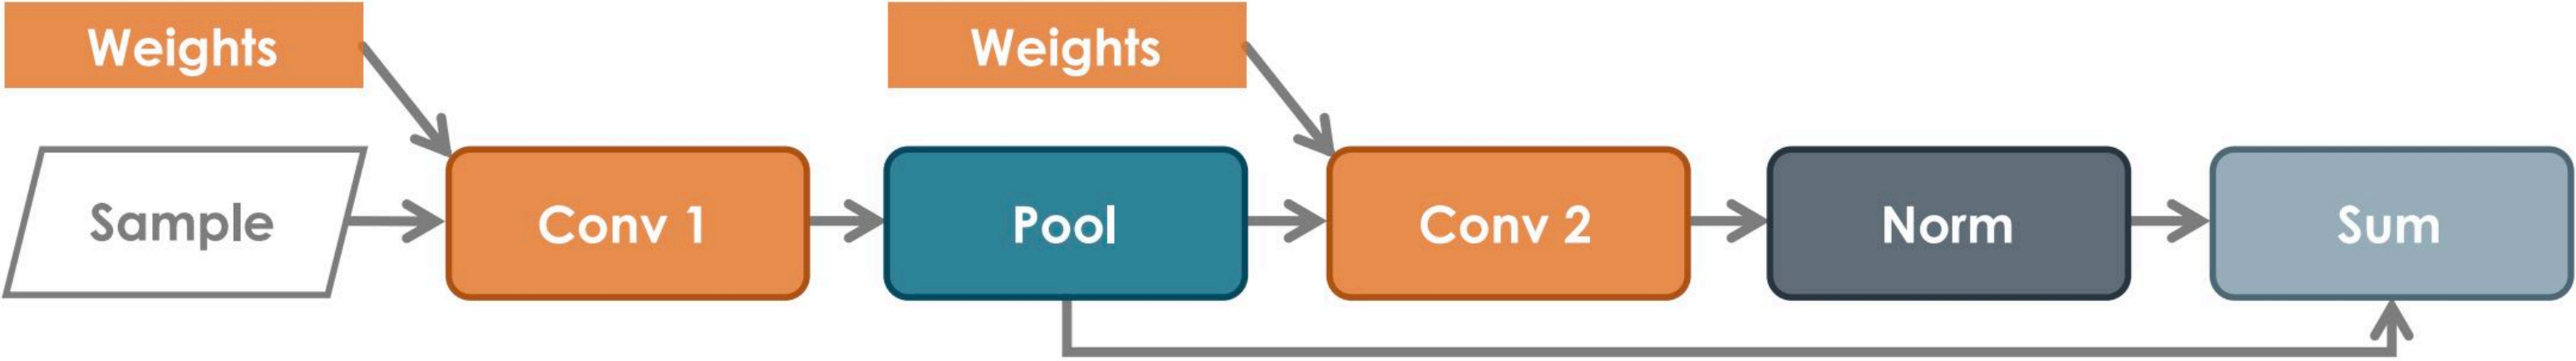 Weights
Weights
Sample
Conv 1
Pool
Conv 2
Norm
Sum